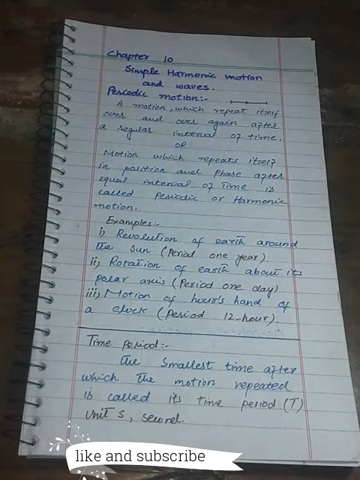 Chapter 10
Simple Harmonic motion
and waves.
Periodic motion:-
A motion, which repeat itself
over and over again after
a regular interval of time.
OR
Motion which repeats itself
in position and phase after
equal interval of Time is
called periodic or Harmonic
motion.
Examples:-
i) Revolution of earth around
the sun (Period one year).
ii) Rotation of earth about its
polar axis (Period one day)
iii) Motion of hour's hand of
a clock (Period 12-hour).
Time period:-
The smallest time after
which the motion repeated
is called its time period (T)
Unit s, second
like and subscribe